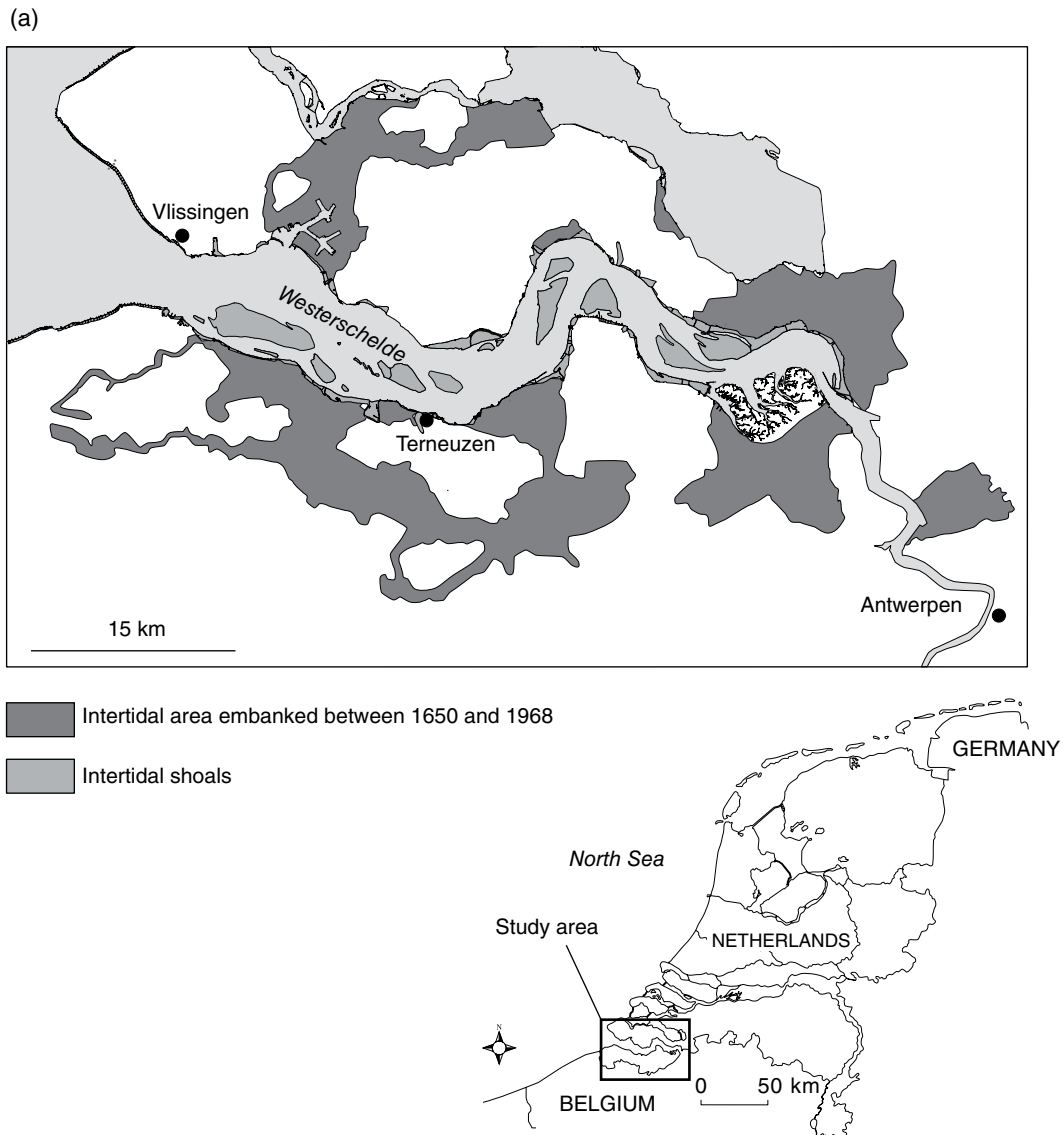 (a)
Vlissingen
Westerschelde
Terneuzen
Antwerpen
15 km
Intertidal area embanked between 1650 and 1968
Intertidal shoals
GERMANY
North Sea
Study area
NETHERLANDS
N
0 50 km
BELGIUM